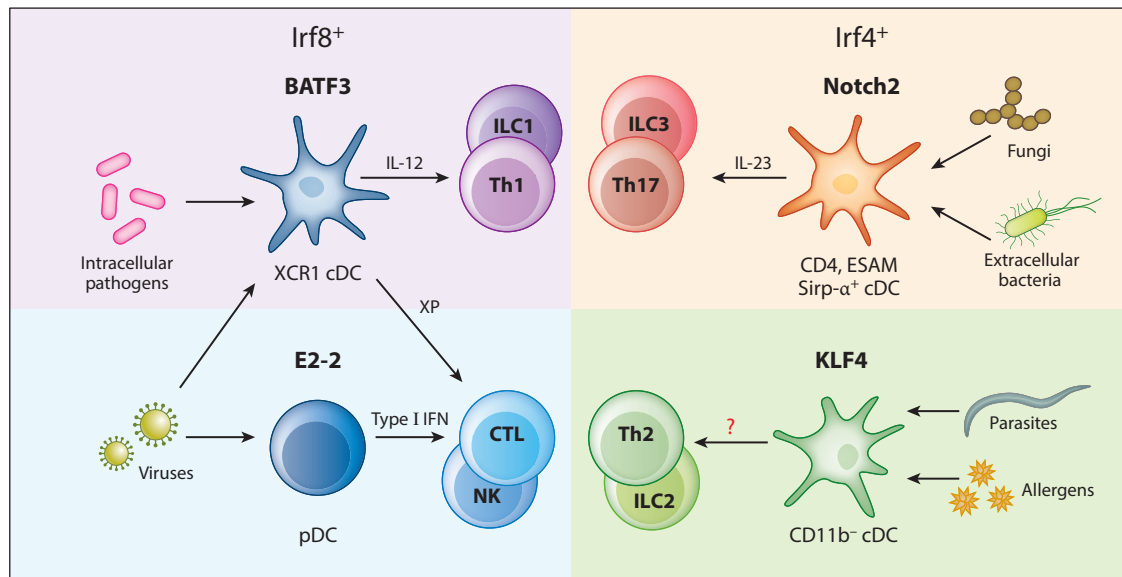 Irf8⁺
BATF3
ILC1
IL-12
Th1
Intracellular
pathogens
XCR1 cDC
XP
E2-2
Type I IFN
CTL
NK
Viruses
pDC
Irf4⁺
Notch2
ILC3
IL-23
Th17
Fungi
CD4, ESAM
Sirp-α⁺ cDC
Extracellular
bacteria
KLF4
Th2
?
ILC2
Parasites
Allergens
CD11b⁻ cDC